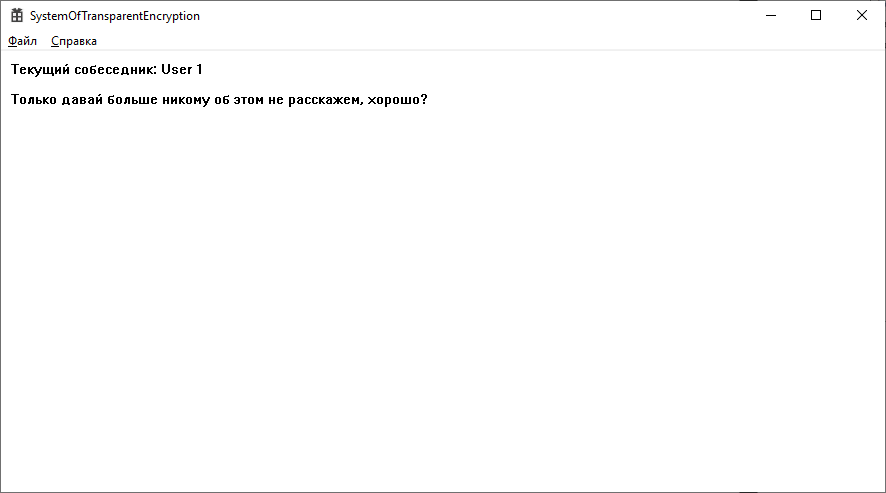 SystemOfTransparentEncryption
Файл Справка
Текущий собеседник: User 1
Только давай больше никому об этом не расскажем, хорошо?